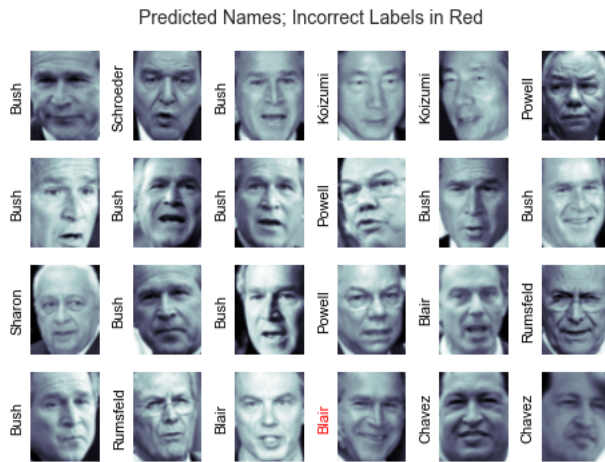 Predicted Names; Incorrect Labels in Red
Bush
Schroeder
Bush
Koizumi
Koizumi
Powell
Bush
Bush
Bush
Powell
Bush
Bush
Sharon
Bush
Bush
Powell
Blair
Rumsfeld
Bush
Rumsfeld
Blair
Blair
Chavez
Chavez